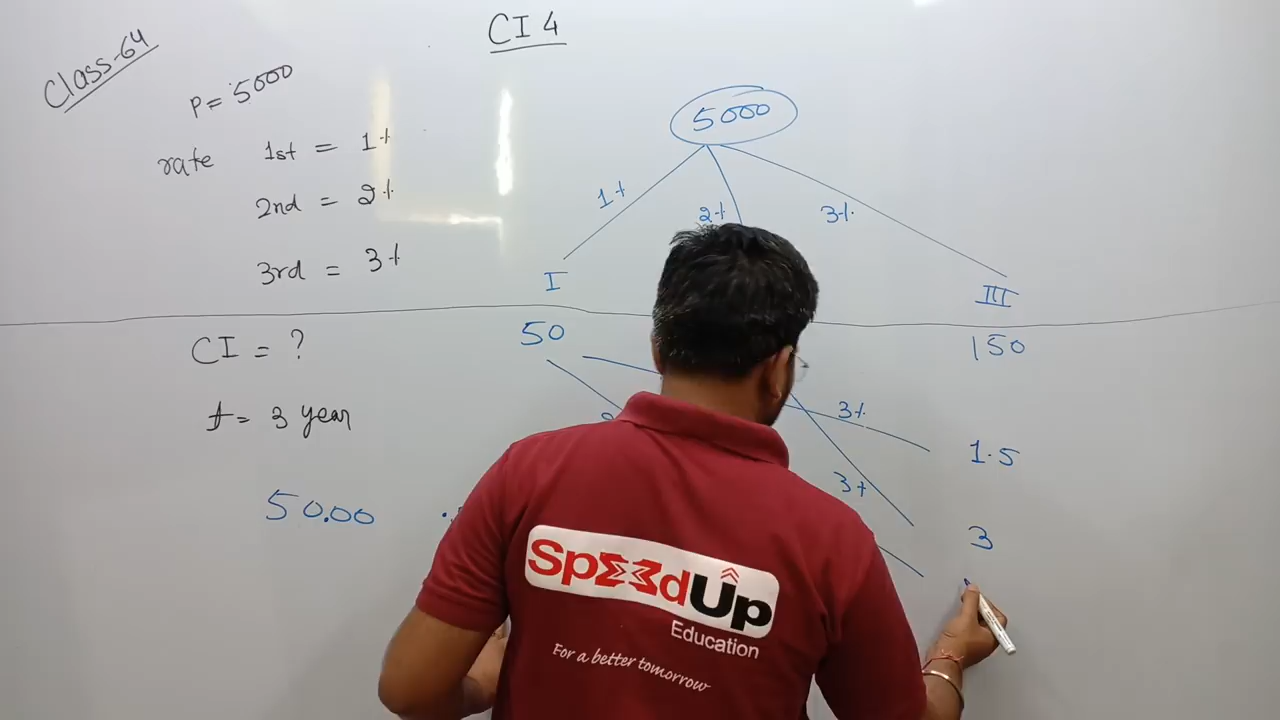 Class-64
CI 4
P = 5000
rate 1st = 1%
2nd = 2%
3rd = 3%
CI = ?
t = 3 year
50.00
5000
1%
2%
3%
I
III
50
150
3%
1.5
3%
3
SpeedUp
Education
For a better tomorrow